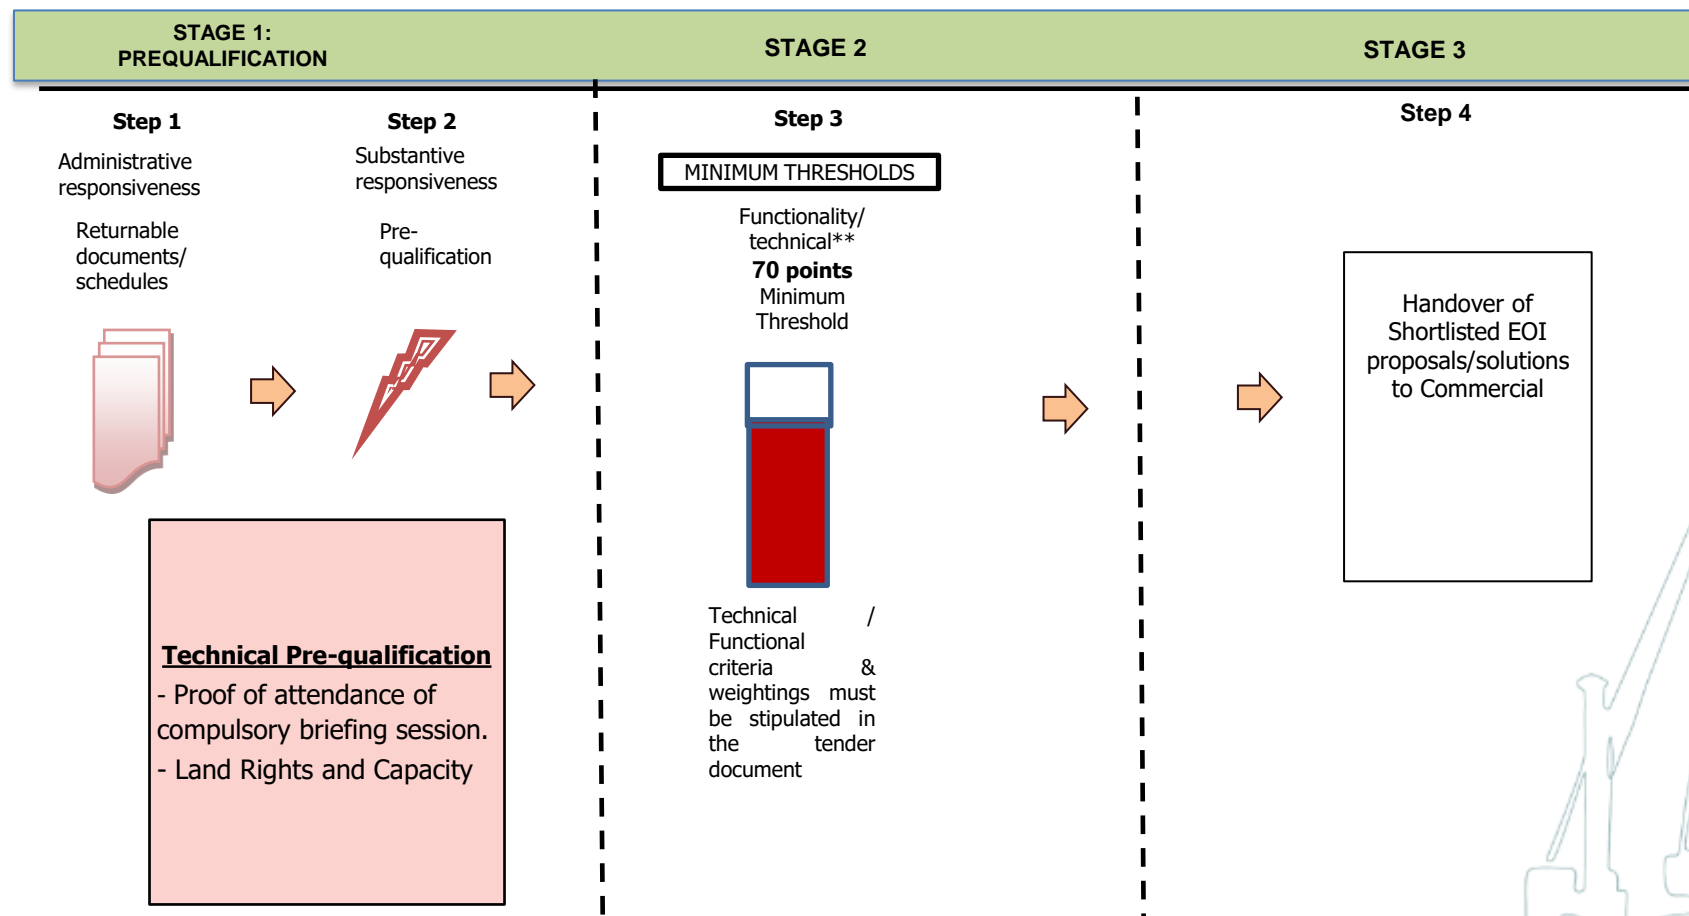 STAGE 1:
PREQUALIFICATION
STAGE 2
STAGE 3
Step 1
Administrative
responsiveness
Returnable
documents/
schedules
Step 2
Substantive
responsiveness
Pre-
qualification
Technical Pre-qualification
- Proof of attendance of
compulsory briefing session.
- Land Rights and Capacity
Step 3
MINIMUM THRESHOLDS
Functionality/
technical**
70 points
Minimum
Threshold
Technical /
Functional
criteria &
weightings must
be stipulated in
the tender
document
Step 4
Handover of
Shortlisted EOI
proposals/solutions
to Commercial